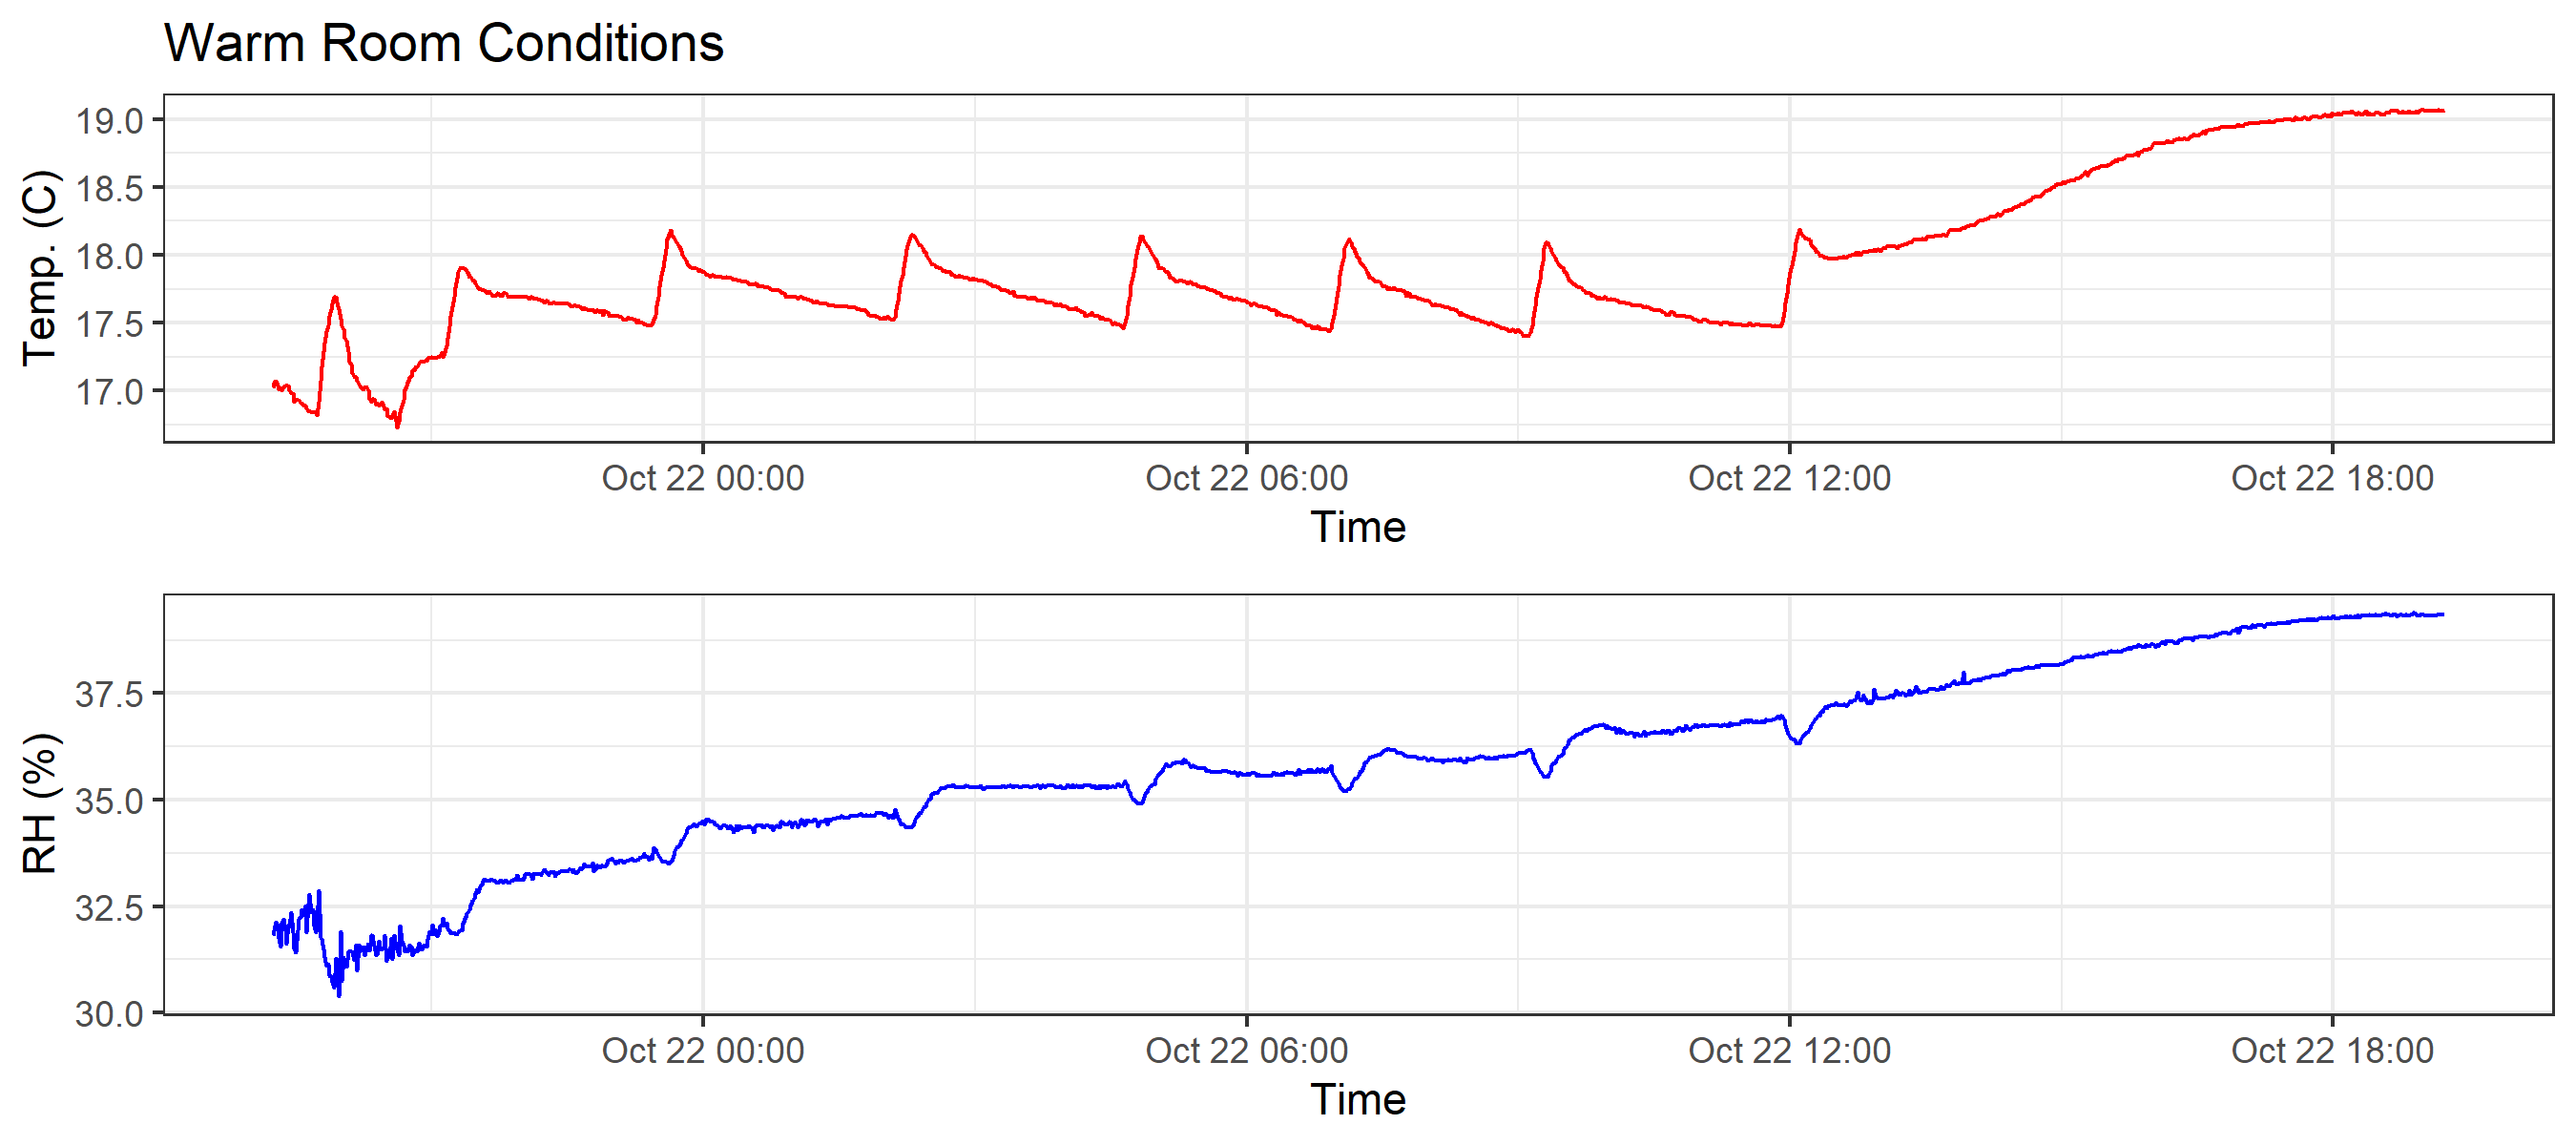 Warm Room Conditions
Temp. (C)
19.0
18.5
18.0
17.5
17.0
Oct 22 00:00 Oct 22 06:00 Oct 22 12:00 Oct 22 18:00
Time
RH (%)
37.5
35.0
32.5
30.0
Oct 22 00:00 Oct 22 06:00 Oct 22 12:00 Oct 22 18:00
Time